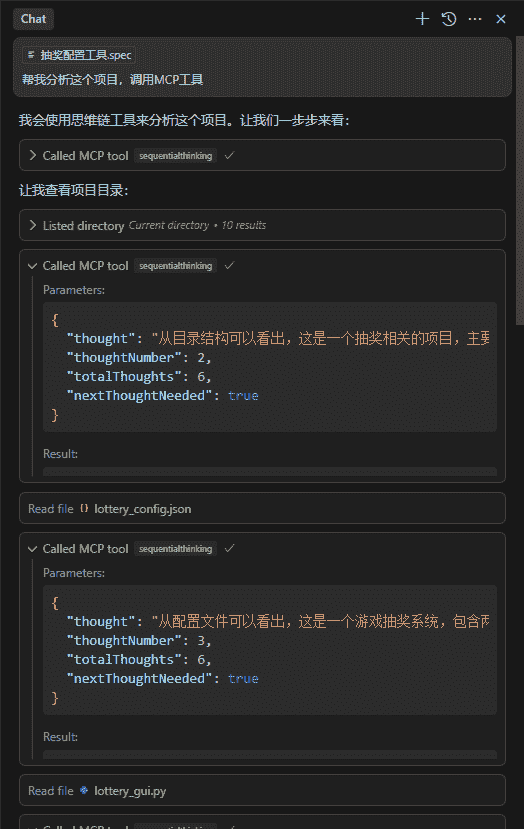 Chat
抽奖配置工具.spec
帮我分析这个项目，调用MCP工具
我会使用思维链工具来分析这个项目。让我们一步步来看：
Called MCP tool sequentialthinking
让我查看项目目录：
Listed directory Current directory • 10 results
Called MCP tool sequentialthinking
Parameters:
{
"thought": "从目录结构可以看出，这是一个抽奖相关的项目，主要
"thoughtNumber": 2,
"totalThoughts": 6,
"nextThoughtNeeded": true
}
Result:
Read file {} lottery_config.json
Called MCP tool sequentialthinking
Parameters:
{
"thought": "从配置文件可以看出，这是一个游戏抽奖系统，包含两
"thoughtNumber": 3,
"totalThoughts": 6,
"nextThoughtNeeded": true
}
Result:
Read file lottery_gui.py
Called MCP tool sequentialthinking